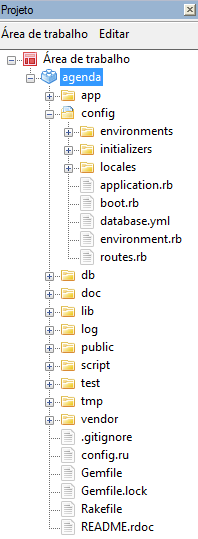 Projeto
Área de trabalho Editar
Área de trabalho
agenda
app
config
environments
initializers
locales
application.rb
boot.rb
database.yml
environment.rb
routes.rb
db
doc
lib
log
public
script
test
tmp
vendor
.gitignore
config.ru
Gemfile
Gemfile.lock
Rakefile
README.rdoc